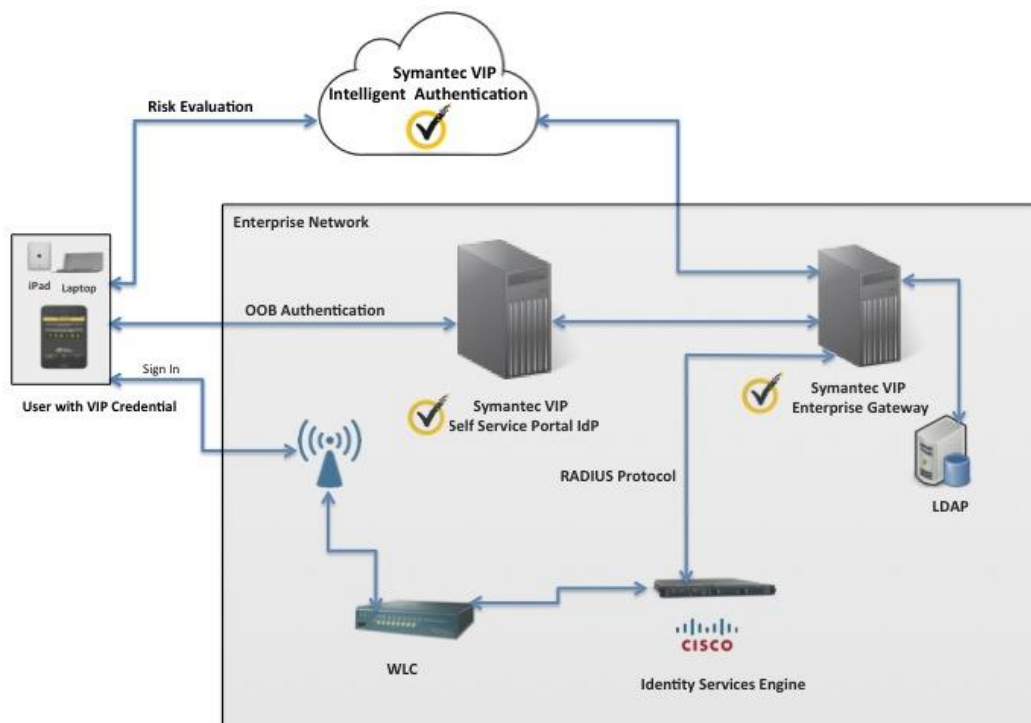 Symantec VIP
Intelligent Authentication
Risk Evaluation
Enterprise Network
iPad
Laptop
OOB Authentication
Sign In
User with VIP Credential
Symantec VIP
Self Service Portal IdP
Symantec VIP
Enterprise Gateway
RADIUS Protocol
LDAP
CISCO
WLC
Identity Services Engine